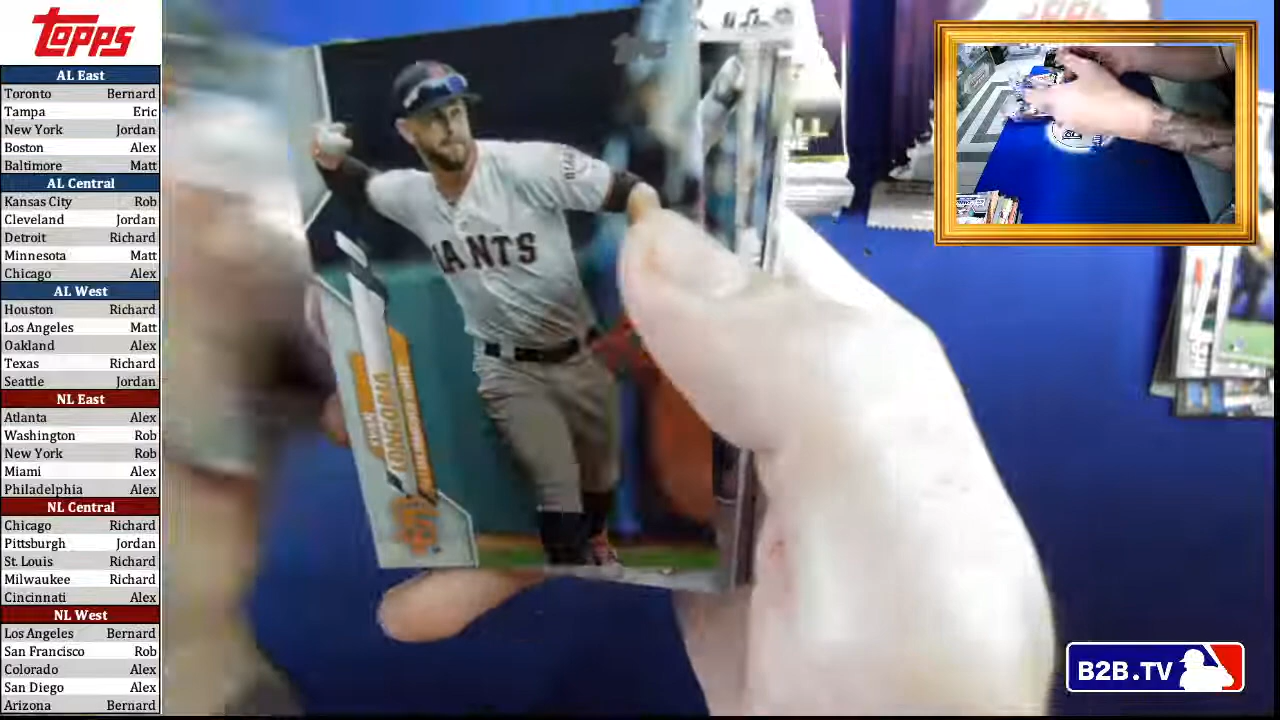 TOPPS
AL East
Toronto Bernard
Tampa Eric
New York Jordan
Boston Alex
Baltimore Matt
AL Central
Kansas City Rob
Cleveland Jordan
Detroit Richard
Minnesota Matt
Chicago Alex
AL West
Houston Richard
Los Angeles Matt
Oakland Alex
Texas Richard
Seattle Jordan
NL East
Atlanta Alex
Washington Rob
New York Rob
Miami Alex
Philadelphia Alex
NL Central
Chicago Richard
Pittsburgh Jordan
St. Louis Richard
Milwaukee Richard
Cincinnati Alex
NL West
Los Angeles Bernard
San Francisco Rob
Colorado Alex
San Diego Alex
Arizona Bernard
IANTS
EVAN
LONGORIA
B2B.TV